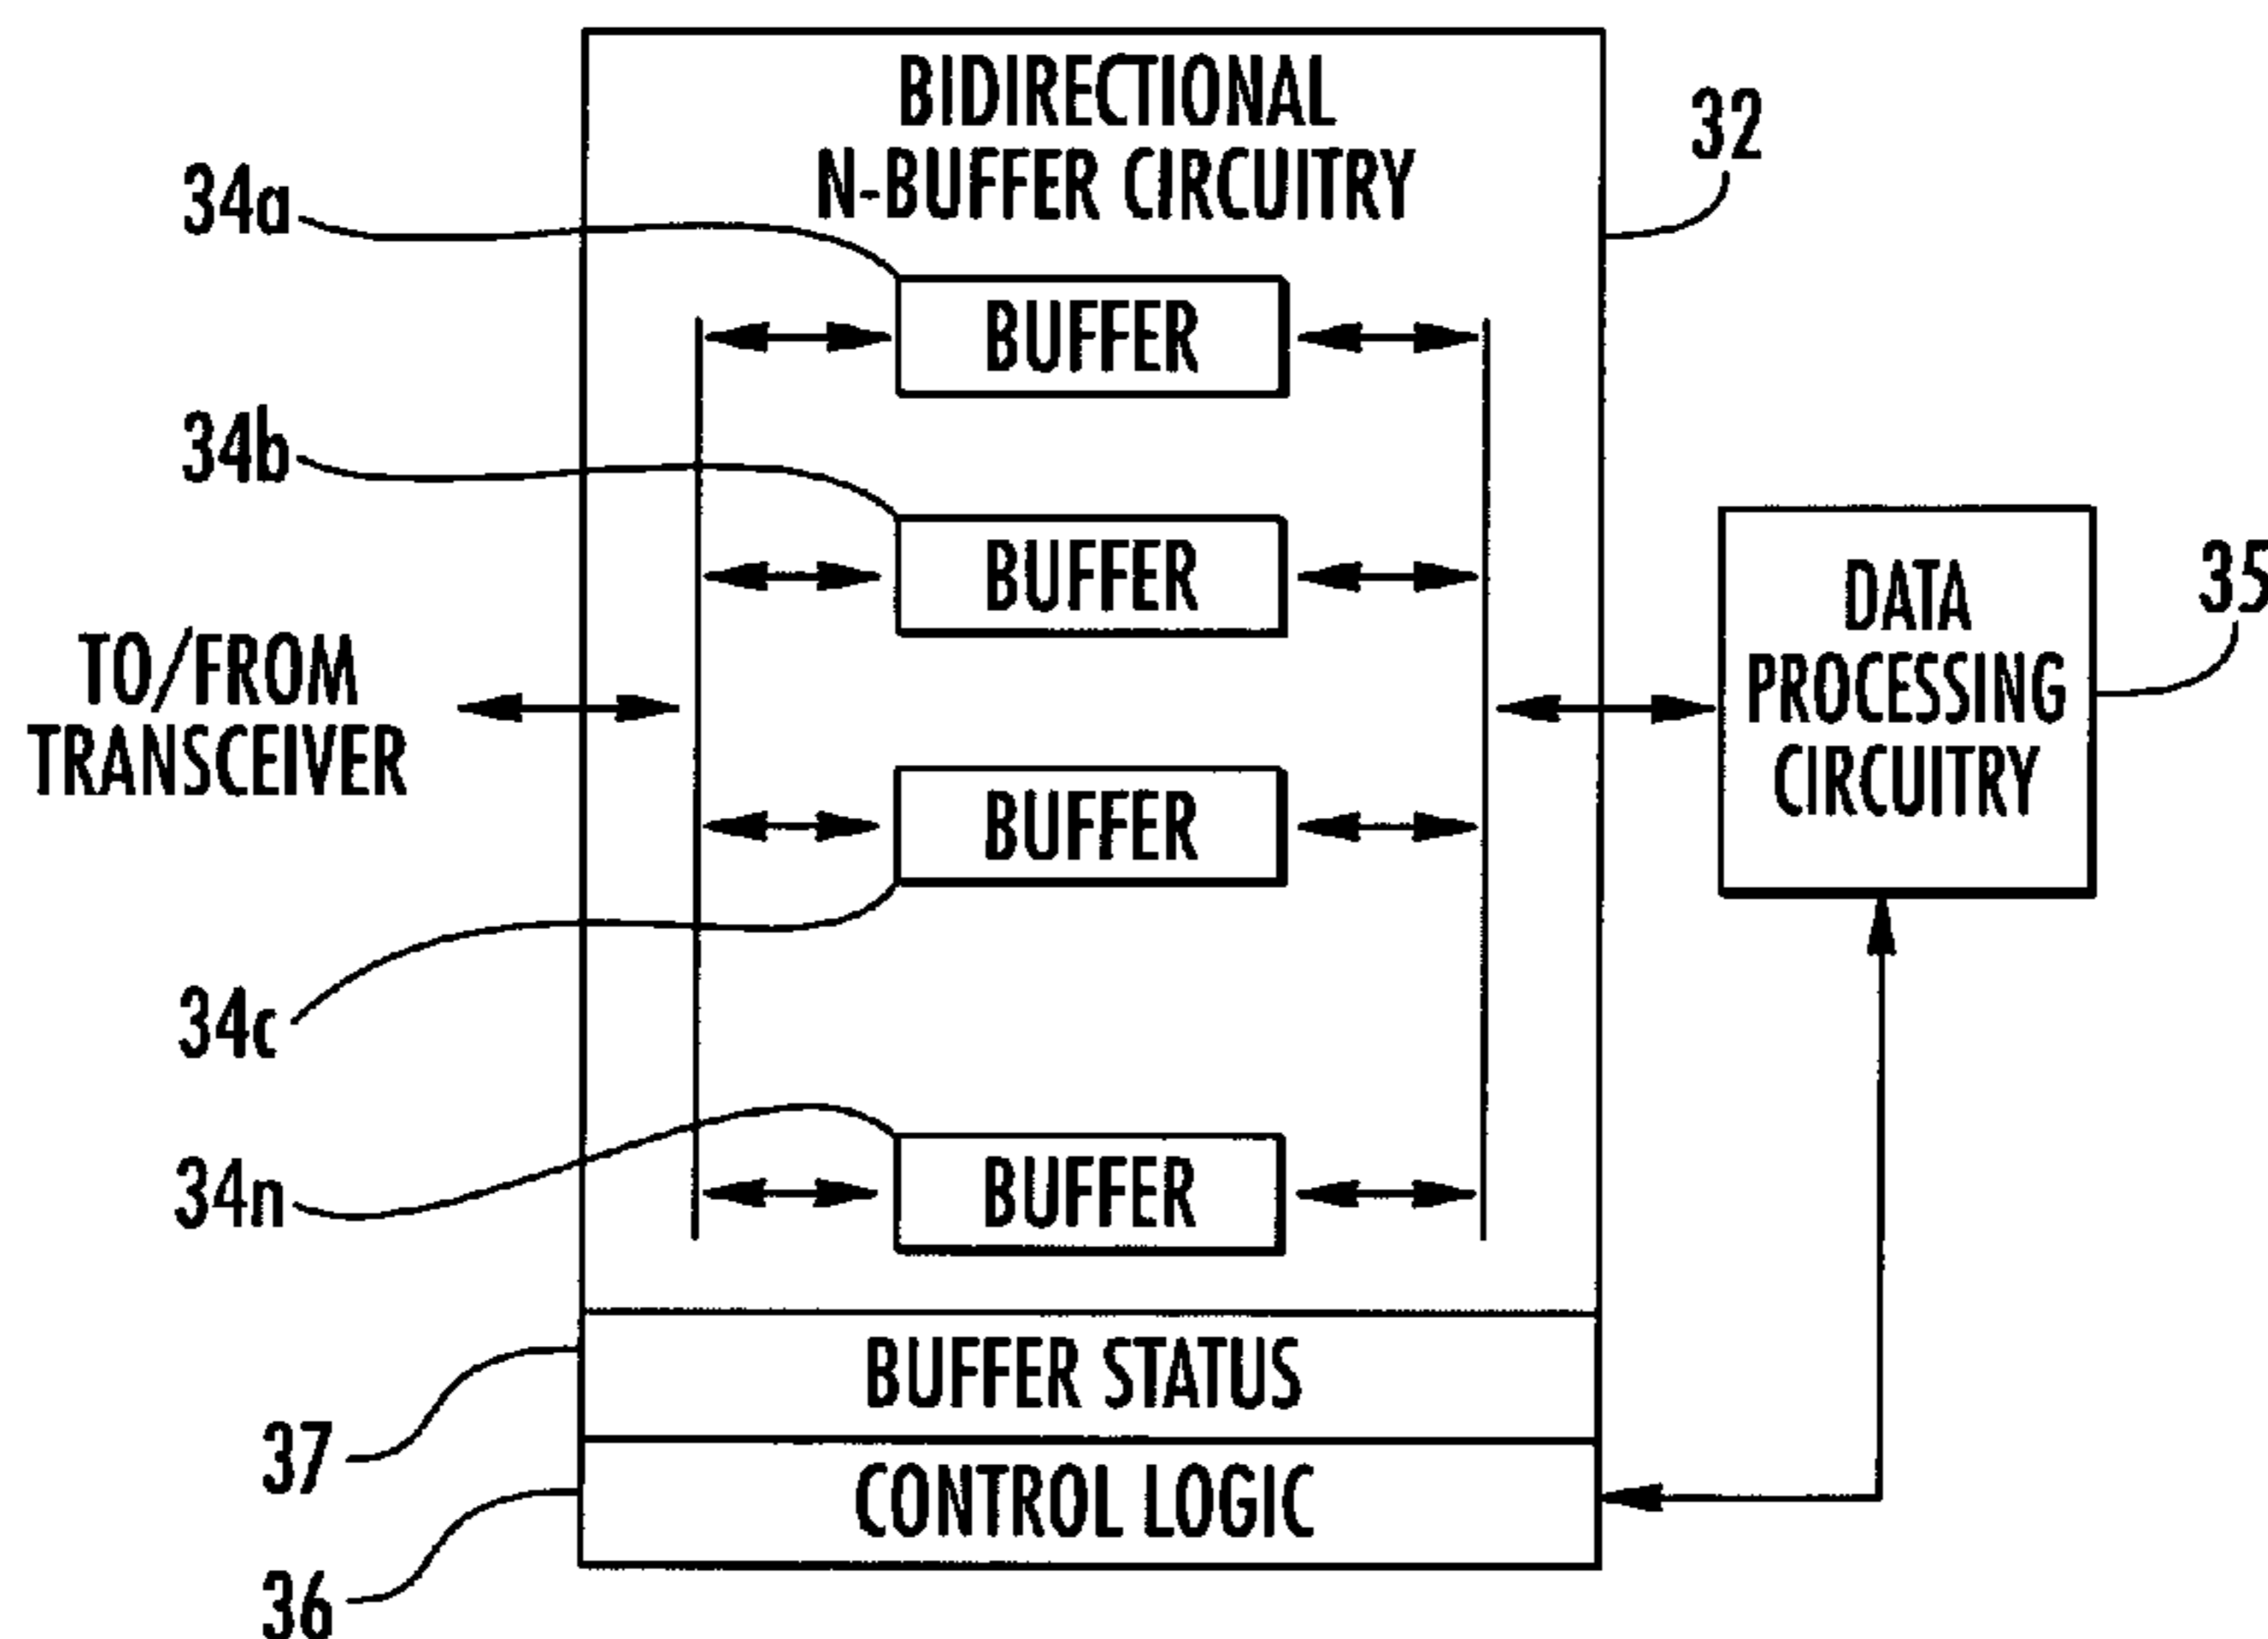 BIDIRECTIONAL
N-BUFFER CIRCUITRY
32
34a
BUFFER
34b
BUFFER
TO/FROM
TRANSCEIVER
DATA
PROCESSING
CIRCUITRY
35
BUFFER
34c
34n
BUFFER
BUFFER STATUS
37
CONTROL LOGIC
36